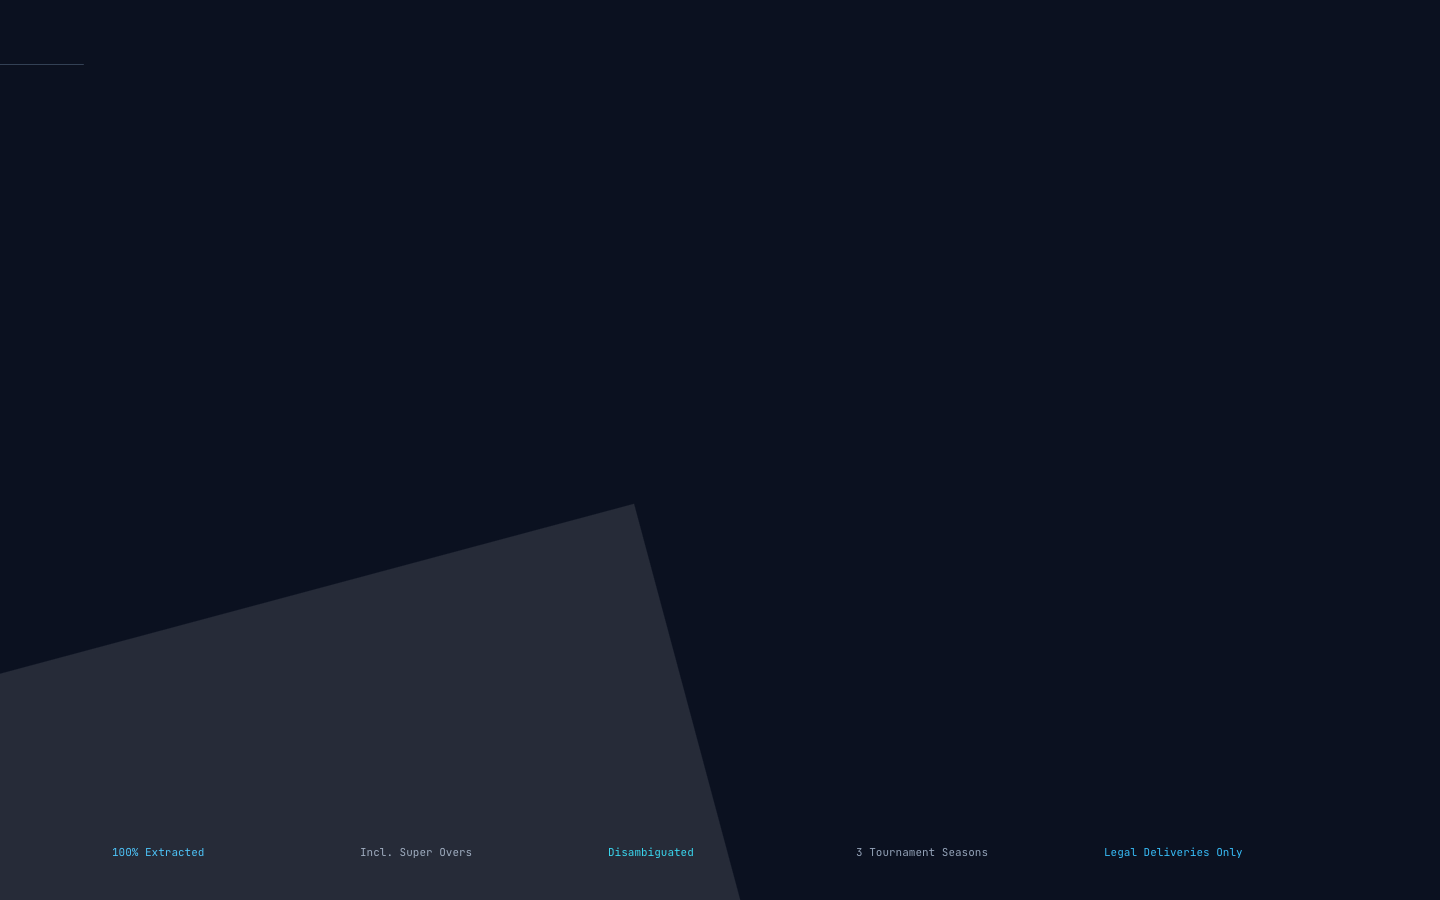 100% Extracted
Incl. Super Overs
Disambiguated
3 Tournament Seasons
Legal Deliveries Only